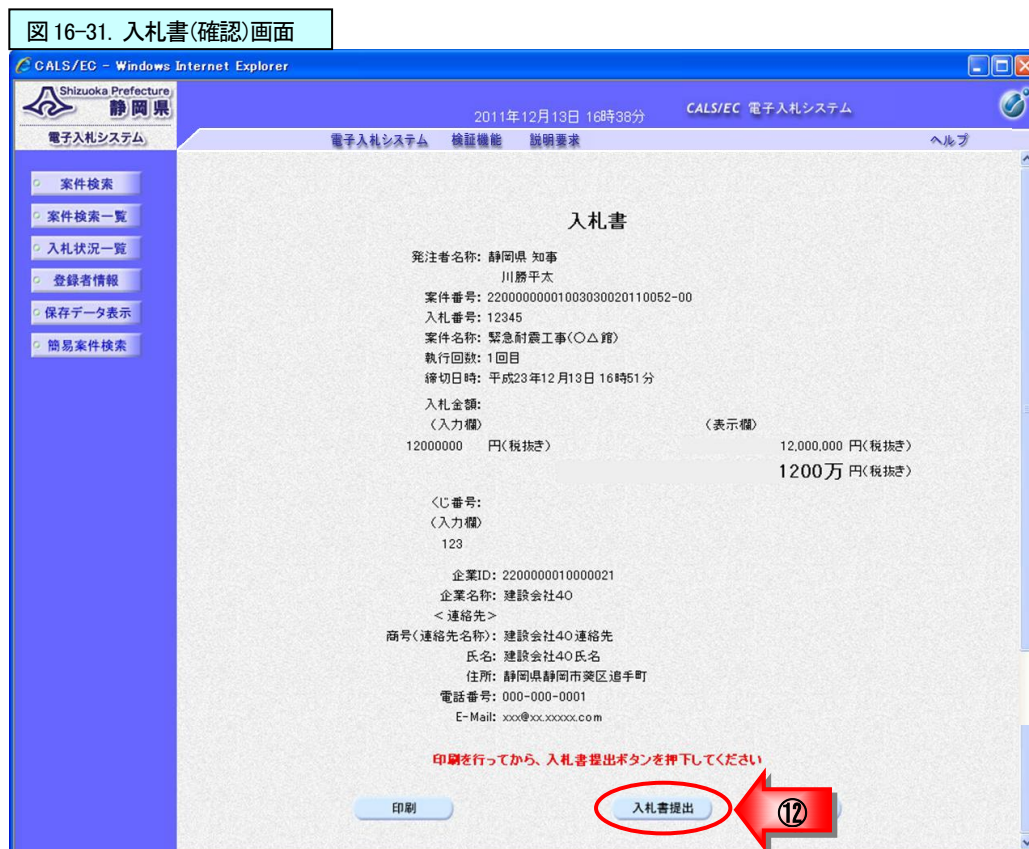 図16-31. 入札書(確認)画面
CALS/EC - Windows Internet Explorer
Shizuoka Prefecture
静岡県
電子入札システム
2011年12月13日 16時38分
CALS/EC 電子入札システム
電子入札システム 検証機能 説明要求 ヘルプ
案件検索
案件検索一覧
入札状況一覧
登録者情報
保存データ表示
簡易案件検索
入札書
発注者名称: 静岡県 知事
川勝平太
案件番号: 22000000001003030020110052-00
入札番号: 12345
案件名称: 緊急耐震工事(○△館)
執行回数: 1回目
締切日時: 平成23年12月13日 16時51分
入札金額:
(入力欄) (表示欄)
12000000 円(税抜き) 12,000,000 円(税抜き)
1200万 円(税抜き)
くじ番号:
(入力欄)
123
企業ID: 2200000010000021
企業名称: 建設会社40
<連絡先>
商号(連絡先名称): 建設会社40連絡先
氏名: 建設会社40氏名
住所: 静岡県静岡市葵区追手町
電話番号: 000-000-0001
E-Mail: xxx@xx.xxxxx.com
印刷を行ってから、入札書提出ボタンを押下してください
印刷 入札書提出 ⑫